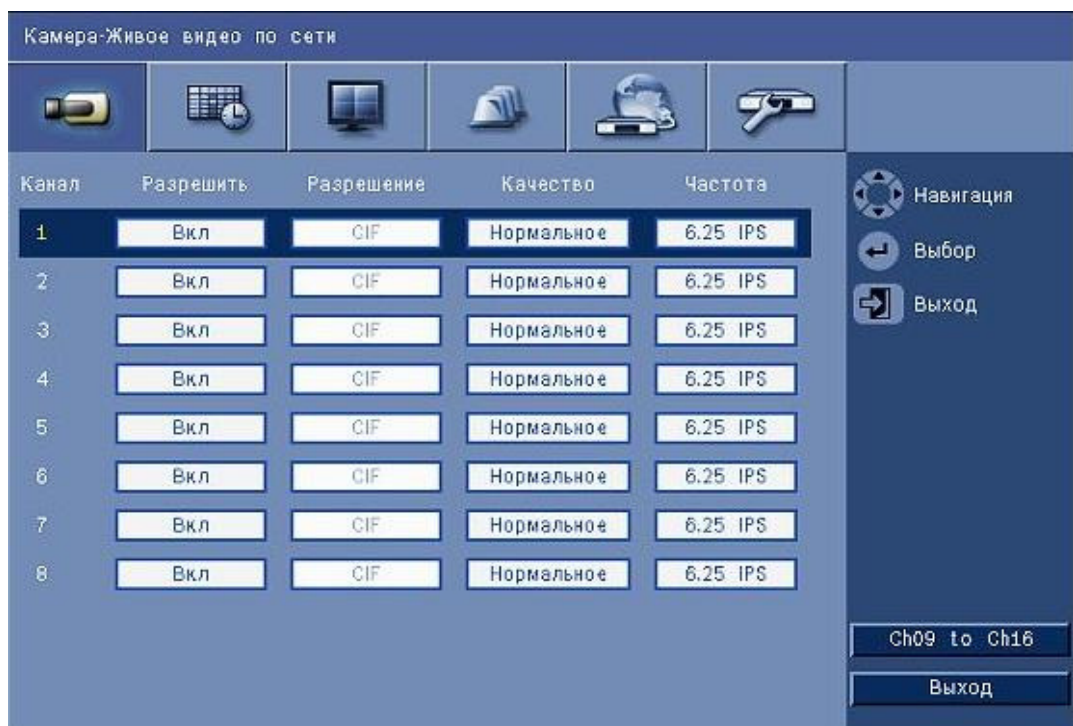 Камера-Живое видео по сети
Канал Разрешить Разрешение Качество Частота
1 Вкл CIF Нормальное 6.25 IPS
2 Вкл CIF Нормальное 6.25 IPS
3 Вкл CIF Нормальное 6.25 IPS
4 Вкл CIF Нормальное 6.25 IPS
5 Вкл CIF Нормальное 6.25 IPS
6 Вкл CIF Нормальное 6.25 IPS
7 Вкл CIF Нормальное 6.25 IPS
8 Вкл CIF Нормальное 6.25 IPS
Навигация
Выбор
Выход
Ch09 to Ch16
Выход